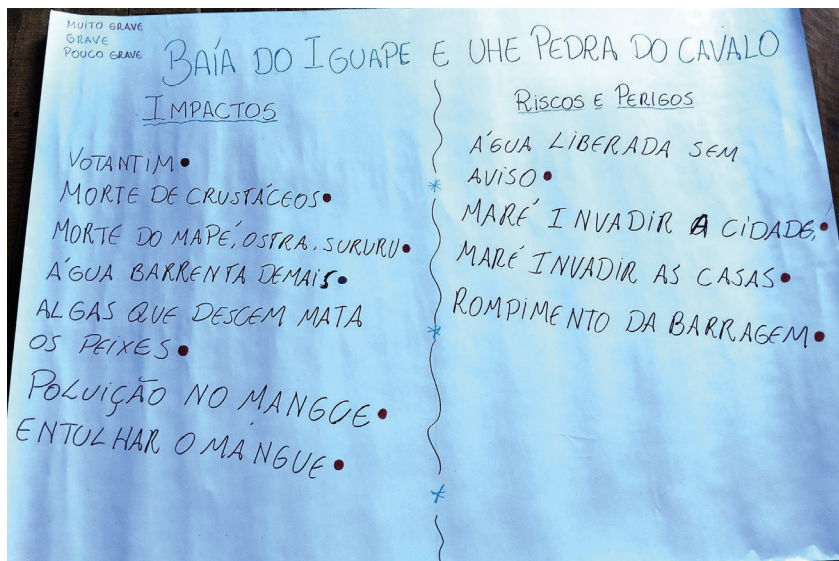 MUITO GRAVE
GRAVE
POUCO GRAVE
BAÍA DO IGUAPE E UHE PEDRA DO CAVALO
IMPACTOS
VOTANTIM
MORTE DE CRUSTÁCEOS
MORTE DO MAPÉ, OSTRA, SURURU
ÁGUA BARRENTA DEMAIS
ALGAS QUE DESCEM MATA
OS PEIXES
POLUIÇÃO NO MANGUE
ENTULHAR O MANGUE
RISCOS E PERIGOS
ÁGUA LIBERADA SEM
AVISO
MARÉ INVADIR A CIDADE,
MARÉ INVADIR AS CASAS
ROMPIMENTO DA BARRAGEM